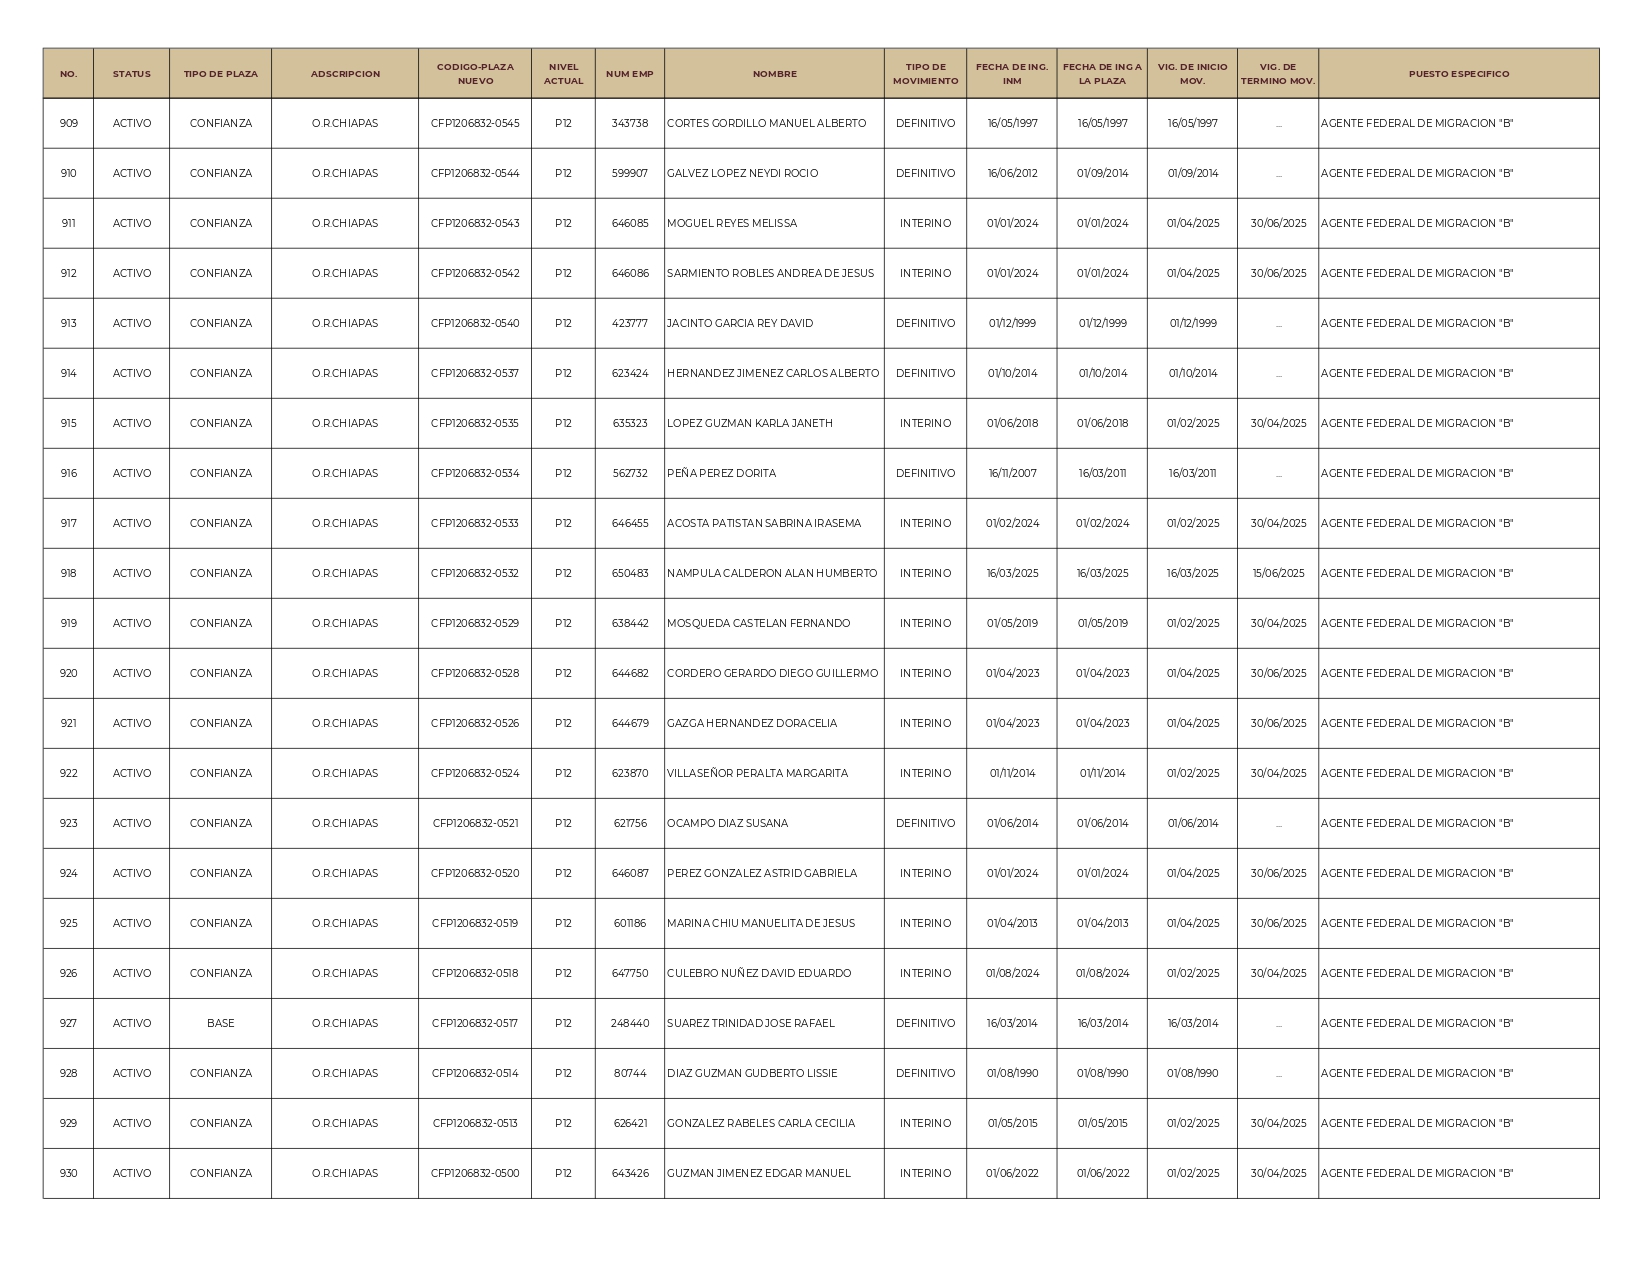 NO. STATUS TIPO DE PLAZA ADSCRIPCION CODIGO-PLAZA NUEVO NIVEL ACTUAL NUM EMP NOMBRE TIPO DE MOVIMIENTO FECHA DE ING. INM FECHA DE ING A LA PLAZA VIG. DE INICIO MOV. VIG. DE TERMINO MOV. PUESTO ESPECIFICO
909 ACTIVO CONFIANZA O.R.CHIAPAS CFP1206832-0545 P12 343738 CORTES GORDILLO MANUEL ALBERTO DEFINITIVO 16/05/1997 16/05/1997 16/05/1997 ... AGENTE FEDERAL DE MIGRACION "B"
910 ACTIVO CONFIANZA O.R.CHIAPAS CFP1206832-0544 P12 599907 GALVEZ LOPEZ NEYDI ROCIO DEFINITIVO 16/06/2012 01/09/2014 01/09/2014 ... AGENTE FEDERAL DE MIGRACION "B"
911 ACTIVO CONFIANZA O.R.CHIAPAS CFP1206832-0543 P12 646085 MOGUEL REYES MELISSA INTERINO 01/01/2024 01/01/2024 01/04/2025 30/06/2025 AGENTE FEDERAL DE MIGRACION "B"
912 ACTIVO CONFIANZA O.R.CHIAPAS CFP1206832-0542 P12 646086 SARMIENTO ROBLES ANDREA DE JESUS INTERINO 01/01/2024 01/01/2024 01/04/2025 30/06/2025 AGENTE FEDERAL DE MIGRACION "B"
913 ACTIVO CONFIANZA O.R.CHIAPAS CFP1206832-0540 P12 423777 JACINTO GARCIA REY DAVID DEFINITIVO 01/12/1999 01/12/1999 01/12/1999 ... AGENTE FEDERAL DE MIGRACION "B"
914 ACTIVO CONFIANZA O.R.CHIAPAS CFP1206832-0537 P12 623424 HERNANDEZ JIMENEZ CARLOS ALBERTO DEFINITIVO 01/10/2014 01/10/2014 01/10/2014 ... AGENTE FEDERAL DE MIGRACION "B"
915 ACTIVO CONFIANZA O.R.CHIAPAS CFP1206832-0535 P12 635323 LOPEZ GUZMAN KARLA JANETH INTERINO 01/06/2018 01/06/2018 01/02/2025 30/04/2025 AGENTE FEDERAL DE MIGRACION "B"
916 ACTIVO CONFIANZA O.R.CHIAPAS CFP1206832-0534 P12 562732 PEÑA PEREZ DORITA DEFINITIVO 16/11/2007 16/03/2011 16/03/2011 ... AGENTE FEDERAL DE MIGRACION "B"
917 ACTIVO CONFIANZA O.R.CHIAPAS CFP1206832-0533 P12 646455 ACOSTA PATISTAN SABRINA IRASEMA INTERINO 01/02/2024 01/02/2024 01/02/2025 30/04/2025 AGENTE FEDERAL DE MIGRACION "B"
918 ACTIVO CONFIANZA O.R.CHIAPAS CFP1206832-0532 P12 650483 NAMPULA CALDERON ALAN HUMBERTO INTERINO 16/03/2025 16/03/2025 16/03/2025 15/06/2025 AGENTE FEDERAL DE MIGRACION "B"
919 ACTIVO CONFIANZA O.R.CHIAPAS CFP1206832-0529 P12 638442 MOSQUEDA CASTELAN FERNANDO INTERINO 01/05/2019 01/05/2019 01/02/2025 30/04/2025 AGENTE FEDERAL DE MIGRACION "B"
920 ACTIVO CONFIANZA O.R.CHIAPAS CFP1206832-0528 P12 644682 CORDERO GERARDO DIEGO GUILLERMO INTERINO 01/04/2023 01/04/2023 01/04/2025 30/06/2025 AGENTE FEDERAL DE MIGRACION "B"
921 ACTIVO CONFIANZA O.R.CHIAPAS CFP1206832-0526 P12 644679 GAZGA HERNANDEZ DORACELIA INTERINO 01/04/2023 01/04/2023 01/04/2025 30/06/2025 AGENTE FEDERAL DE MIGRACION "B"
922 ACTIVO CONFIANZA O.R.CHIAPAS CFP1206832-0524 P12 623870 VILLASEÑOR PERALTA MARGARITA INTERINO 01/11/2014 01/11/2014 01/02/2025 30/04/2025 AGENTE FEDERAL DE MIGRACION "B"
923 ACTIVO CONFIANZA O.R.CHIAPAS CFP1206832-0521 P12 621756 OCAMPO DIAZ SUSANA DEFINITIVO 01/06/2014 01/06/2014 01/06/2014 ... AGENTE FEDERAL DE MIGRACION "B"
924 ACTIVO CONFIANZA O.R.CHIAPAS CFP1206832-0520 P12 646087 PEREZ GONZALEZ ASTRID GABRIELA INTERINO 01/01/2024 01/01/2024 01/04/2025 30/06/2025 AGENTE FEDERAL DE MIGRACION "B"
925 ACTIVO CONFIANZA O.R.CHIAPAS CFP1206832-0519 P12 601186 MARINA CHIU MANUELITA DE JESUS INTERINO 01/04/2013 01/04/2013 01/04/2025 30/06/2025 AGENTE FEDERAL DE MIGRACION "B"
926 ACTIVO CONFIANZA O.R.CHIAPAS CFP1206832-0518 P12 647750 CULEBRO NUÑEZ DAVID EDUARDO INTERINO 01/08/2024 01/08/2024 01/02/2025 30/04/2025 AGENTE FEDERAL DE MIGRACION "B"
927 ACTIVO BASE O.R.CHIAPAS CFP1206832-0517 P12 248440 SUAREZ TRINIDAD JOSE RAFAEL DEFINITIVO 16/03/2014 16/03/2014 16/03/2014 ... AGENTE FEDERAL DE MIGRACION "B"
928 ACTIVO CONFIANZA O.R.CHIAPAS CFP1206832-0514 P12 80744 DIAZ GUZMAN GUDBERTO LISSIE DEFINITIVO 01/08/1990 01/08/1990 01/08/1990 ... AGENTE FEDERAL DE MIGRACION "B"
929 ACTIVO CONFIANZA O.R.CHIAPAS CFP1206832-0513 P12 626421 GONZALEZ RABELES CARLA CECILIA INTERINO 01/05/2015 01/05/2015 01/02/2025 30/04/2025 AGENTE FEDERAL DE MIGRACION "B"
930 ACTIVO CONFIANZA O.R.CHIAPAS CFP1206832-0500 P12 643426 GUZMAN JIMENEZ EDGAR MANUEL INTERINO 01/06/2022 01/06/2022 01/02/2025 30/04/2025 AGENTE FEDERAL DE MIGRACION "B"